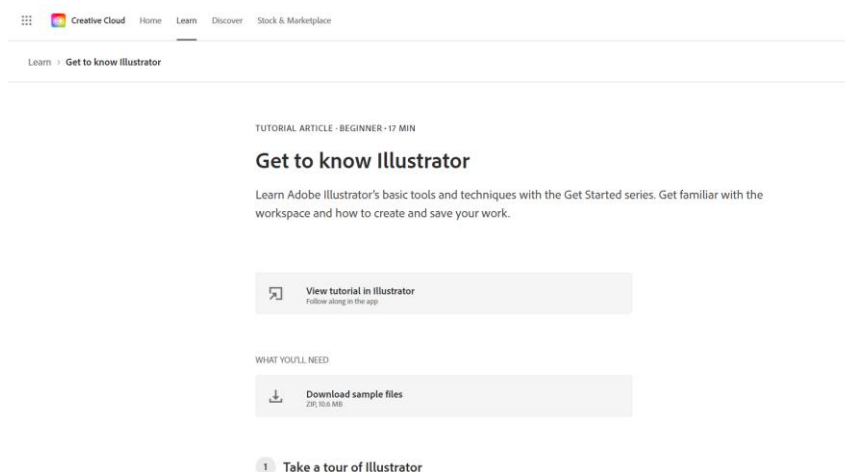 Creative Cloud Home Learn Discover Stock & Marketplace
Learn > Get to know Illustrator
TUTORIAL ARTICLE · BEGINNER · 17 MIN
Get to know Illustrator
Learn Adobe Illustrator's basic tools and techniques with the Get Started series. Get familiar with the
workspace and how to create and save your work.
View tutorial in Illustrator
Follow along in the app
WHAT YOU'LL NEED
Download sample files
ZIP, 10.6 MB
1 Take a tour of Illustrator